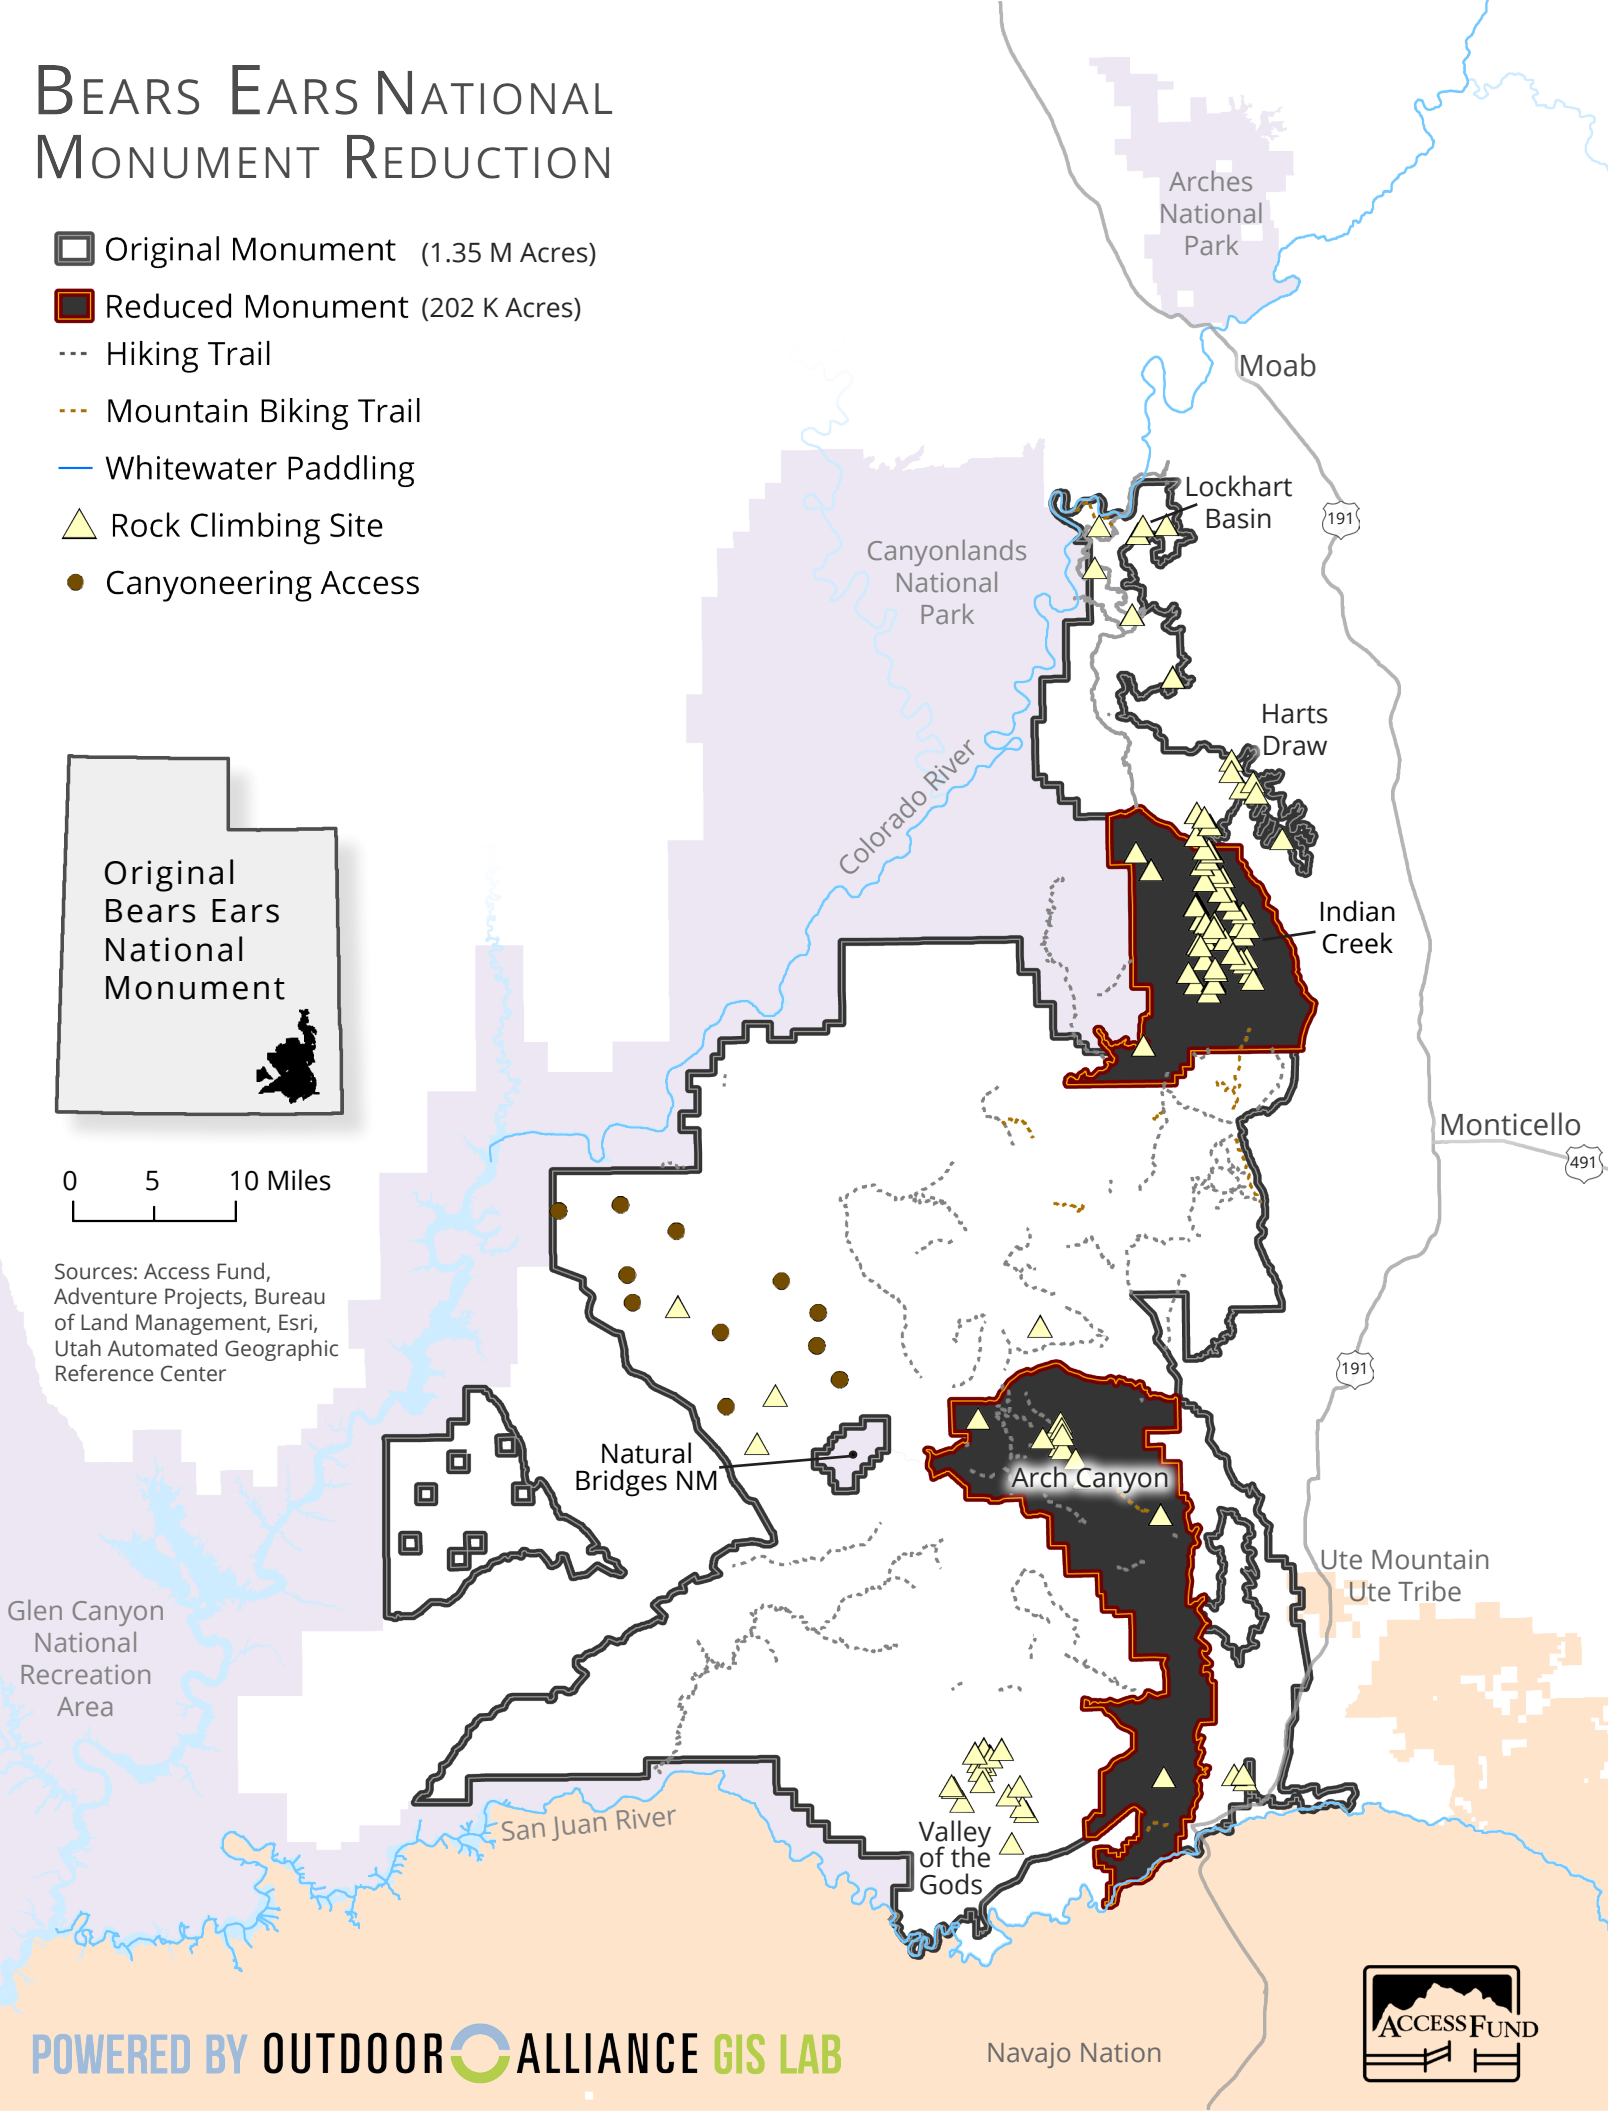 BEARS EARS NATIONAL
MONUMENT REDUCTION
Original Monument (1.35 M Acres)
Reduced Monument (202 K Acres)
Hiking Trail
Mountain Biking Trail
Whitewater Paddling
Rock Climbing Site
Canyoneering Access
Arches
National
Park
Moab
Lockhart
Basin
191
Canyonlands
National
Park
Harts
Draw
Colorado River
Original
Bears Ears
National
Monument
Indian
Creek
Monticello
491
0 5 10 Miles
Sources: Access Fund,
Adventure Projects, Bureau
of Land Management, Esri,
Utah Automated Geographic
Reference Center
191
Natural
Bridges NM
Arch Canyon
Ute Mountain
Ute Tribe
Glen Canyon
National
Recreation
Area
San Juan River
Valley
of the
Gods
Navajo Nation
POWERED BY OUTDOOR ALLIANCE GIS LAB
ACCESS FUND